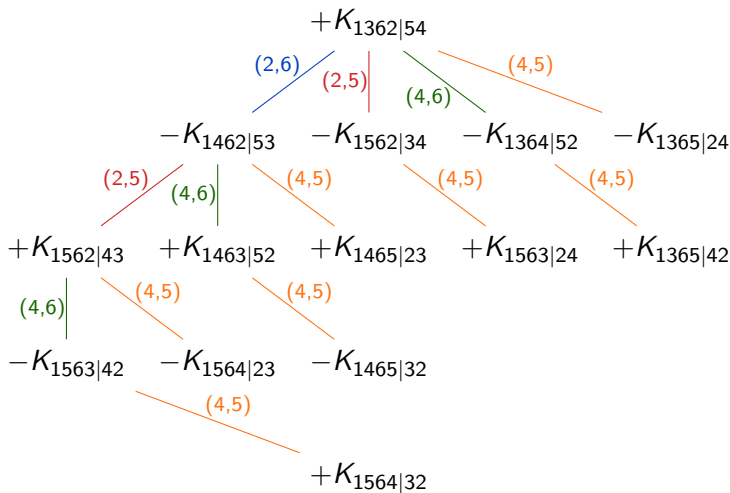 +K1362|54
(2,6) (2,5) (4,6) (4,5)
−K1462|53 −K1562|34 −K1364|52 −K1365|24
(2,5) (4,6) (4,5) (4,5) (4,5)
+K1562|43 +K1463|52 +K1465|23 +K1563|24 +K1365|42
(4,6) (4,5) (4,5)
−K1563|42 −K1564|23 −K1465|32
(4,5)
+K1564|32